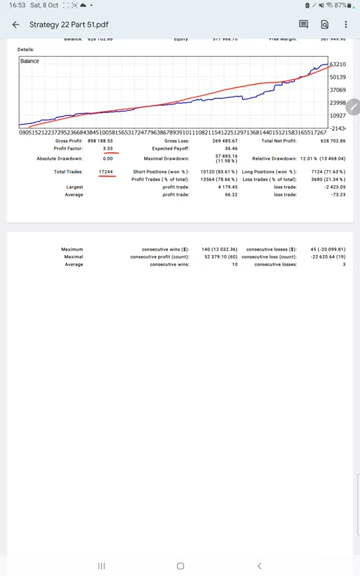 16:53 Sat, 8 Oct 87%
Strategy 22 Part 51.pdf
Details:
Balance
63210
50139
37069
23998
10927
-2143
Gross Profit: 898 188.53 Gross Loss: 269 485.67 Total Net Profit: 628 702.86
Profit Factor: 3.33 Expected Payoff: 36.46
Absolute Drawdown: 0.00 Maximal Drawdown: 37 883.16 (11.98 %) Relative Drawdown: 12.01 % (13 468.04)
Total Trades: 17244 Short Positions (won %): 10120 (83.61 %) Long Positions (won %): 7124 (71.63 %)
Profit Trades (% of total): 13564 (78.66 %) Loss trades (% of total): 3680 (21.34 %)
Largest profit trade: 4 179.45 loss trade: -2 423.05
Average profit trade: 66.22 loss trade: -73.23
Maximum consecutive wins ($): 140 (12 032.36) consecutive losses ($): 45 (-20 099.81)
Maximal consecutive profit (count): 52 379.10 (60) consecutive loss (count): -22 620.64 (19)
Average consecutive wins: 10 consecutive losses: 3